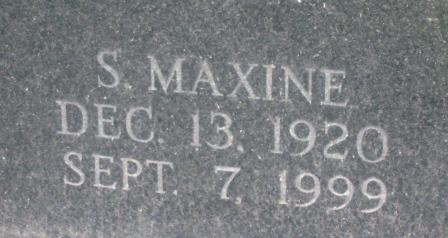 S. MAXINE
DEC. 13, 1920
SEPT. 7, 1999